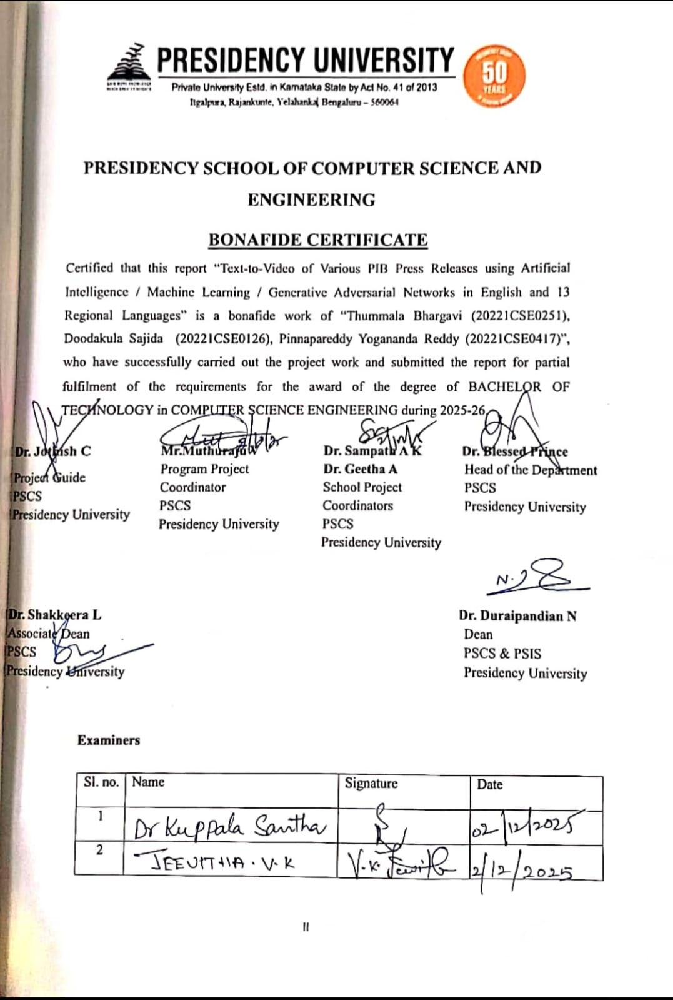 PRESIDENCY UNIVERSITY
Private University Estd. in Karnataka State by Act No. 41 of 2013
Itgalpura, Rajankunte, Yelahanka, Bengaluru – 560064
50
YEARS
PRESIDENCY SCHOOL OF COMPUTER SCIENCE AND
ENGINEERING
BONAFIDE CERTIFICATE
Certified that this report “Text-to-Video of Various PIB Press Releases using Artificial
Intelligence / Machine Learning / Generative Adversarial Networks in English and 13
Regional Languages” is a bonafide work of “Thummala Bhargavi (20221CSE0251),
Doodakula Sajida (20221CSE0126), Pinnapareddy Yogananda Reddy (20221CSE0417)”,
who have successfully carried out the project work and submitted the report for partial
fulfilment of the requirements for the award of the degree of BACHELOR OF
TECHNOLOGY in COMPUTER SCIENCE ENGINEERING during 2025-26.
Dr. Jothish C
Project Guide
PSCS
Presidency University
Mr.Muthuraju V
Program Project
Coordinator
PSCS
Presidency University
Dr. Sampath A K
Dr. Geetha A
School Project
Coordinators
PSCS
Presidency University
Dr. Blessed Prince
Head of the Department
PSCS
Presidency University
Dr. Shakkeera L
Associate Dean
PSCS
Presidency University
Dr. Duraipandian N
Dean
PSCS & PSIS
Presidency University
Examiners
Sl. no. Name Signature Date
1 Dr Kuppala Santha 02/12/2025
2 JEEVITHA . V. K V.K. Jeevitha 2/12/2025
II